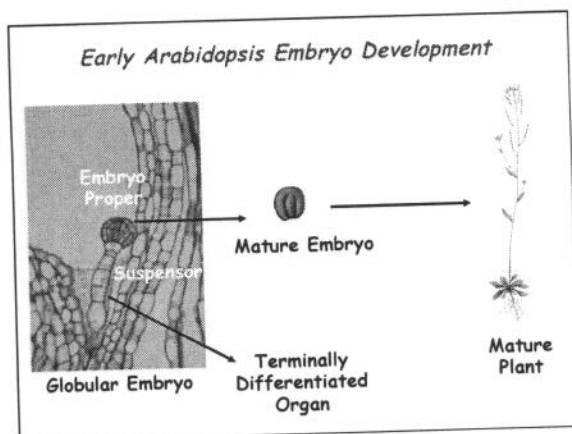 Early Arabidopsis Embryo Development
Embryo
Proper
Suspensor
Globular Embryo
Mature Embryo
Terminally
Differentiated
Organ
Mature
Plant